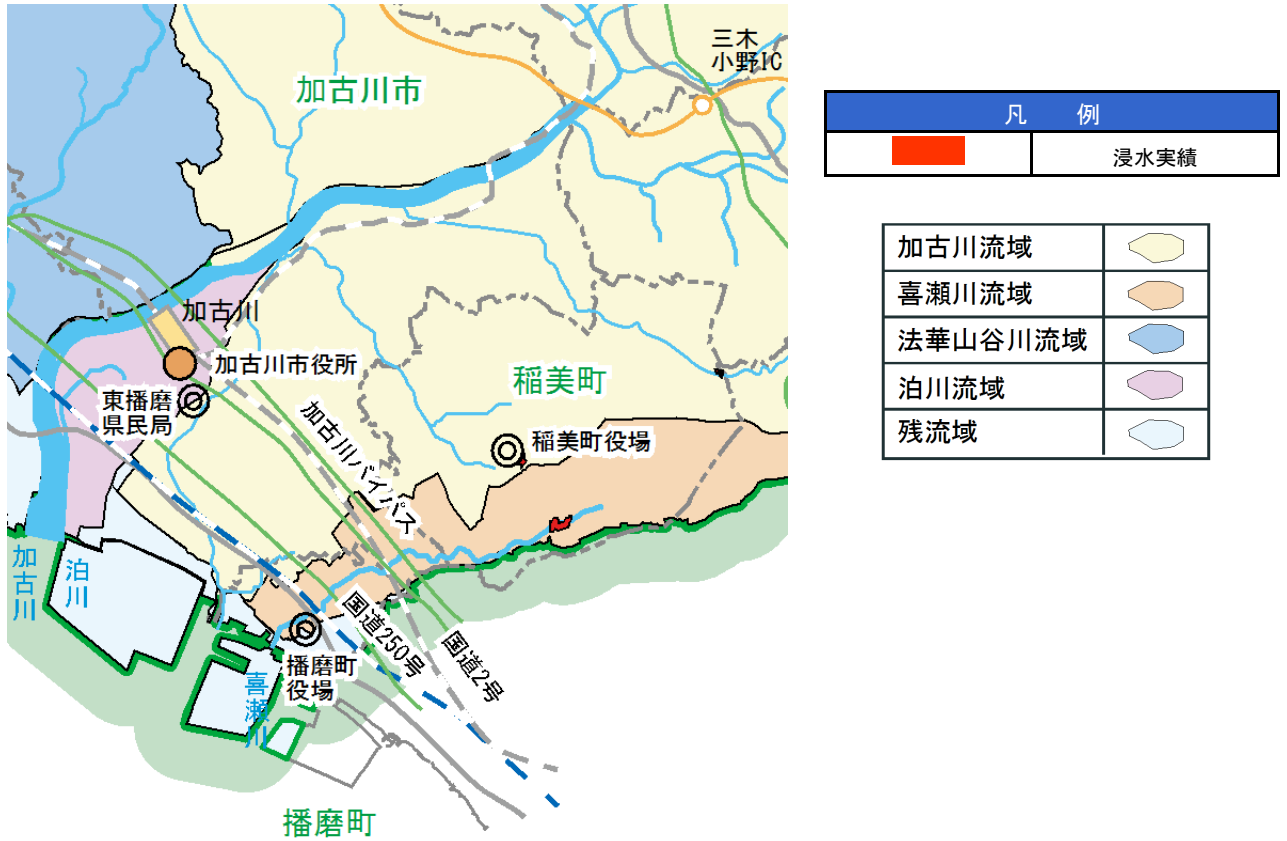 三木
小野IC
加古川市
加古川
加古川市役所
東播磨
県民局
稲美町
加古川バイパス
稲美町役場
加古川
泊川
国道250号
国道2号
播磨町
役場
喜瀬川
播磨町
凡 例
浸水実績
加古川流域
喜瀬川流域
法華山谷川流域
泊川流域
残流域